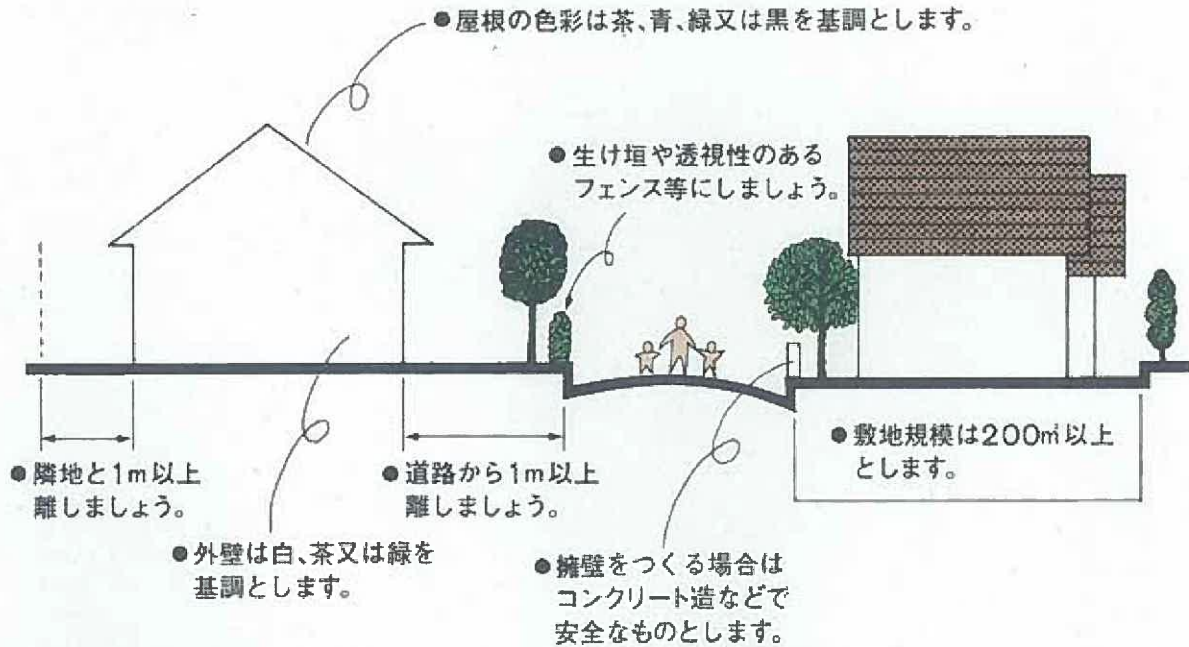 ●屋根の色彩は茶、青、緑又は黒を基調とします。
●生け垣や透視性のある
フェンス等にしましょう。
●隣地と1m以上
離しましょう。
●道路から1m以上
離しましょう。
●敷地規模は200㎡以上
とします。
●外壁は白、茶又は緑を
基調とします。
●擁壁をつくる場合は
コンクリート造などで
安全なものとします。